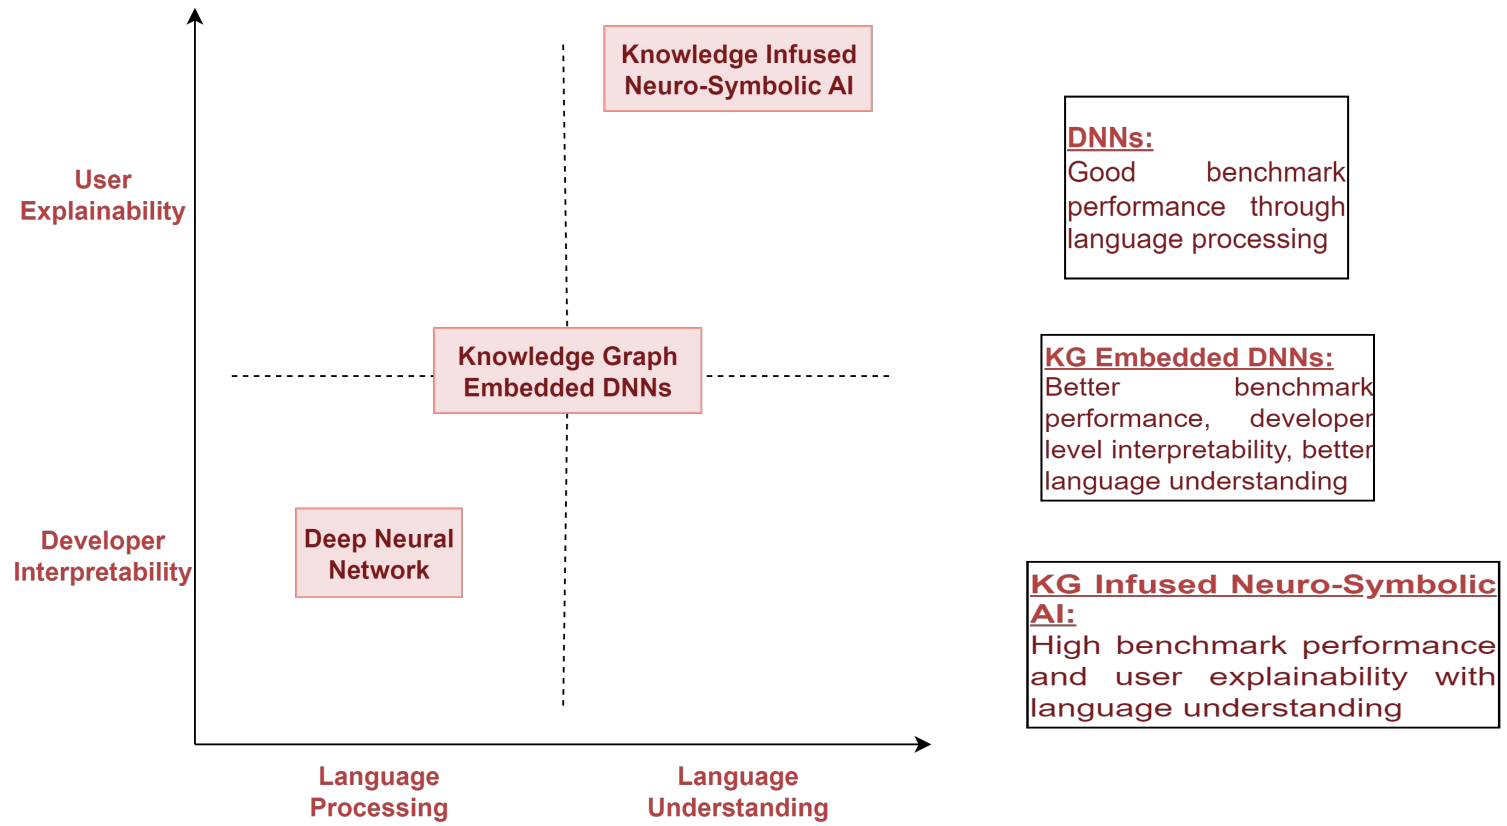 Knowledge Infused
Neuro-Symbolic AI
User
Explainability
Knowledge Graph
Embedded DNNs
Deep Neural
Network
Developer
Interpretability
Language
Processing
Language
Understanding
DNNs:
Good benchmark
performance through
language processing
KG Embedded DNNs:
Better benchmark
performance, developer
level interpretability, better
language understanding
KG Infused Neuro-Symbolic
AI:
High benchmark performance
and user explainability with
language understanding